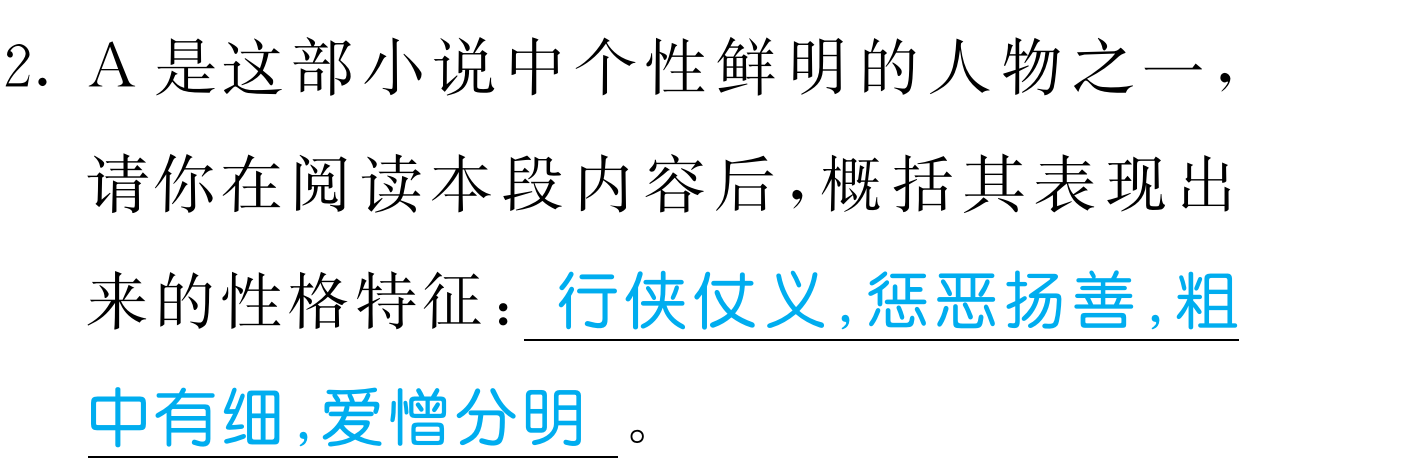 2. A 是这部小说中个性鲜明的人物之一，
请你在阅读本段内容后，概括其表现出
来的性格特征：行侠仗义，惩恶扬善，粗
中有细，爱憎分明。